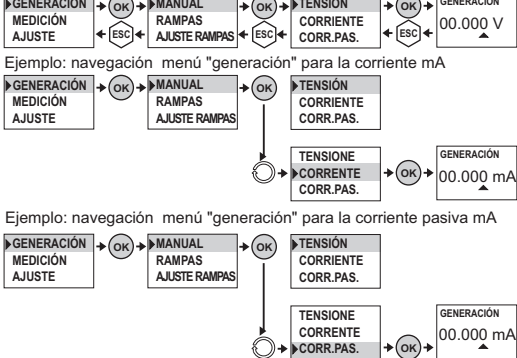 ▶GENERACIÓN OK ▶MANUAL OK ▶TENSIÓN OK GENERACIÓN
MEDICIÓN RAMPAS CORRIENTE 00.000 V
AJUSTE ESC AJUSTE RAMPAS ESC CORR.PAS. ESC
Ejemplo: navegación menú "generación" para la corriente mA
▶GENERACIÓN OK ▶MANUAL OK ▶TENSIÓN
MEDICIÓN RAMPAS CORRIENTE
AJUSTE AJUSTE RAMPAS CORR.PAS.
TENSIONE GENERACIÓN
▶CORRENTE OK 00.000 mA
CORR.PAS.
Ejemplo: navegación menú "generación" para la corriente pasiva mA
▶GENERACIÓN OK ▶MANUAL OK ▶TENSIÓN
MEDICIÓN RAMPAS CORRIENTE
AJUSTE AJUSTE RAMPAS CORR.PAS.
TENSIONE GENERACIÓN
CORRENTE 00.000 mA
▶CORR.PAS. OK